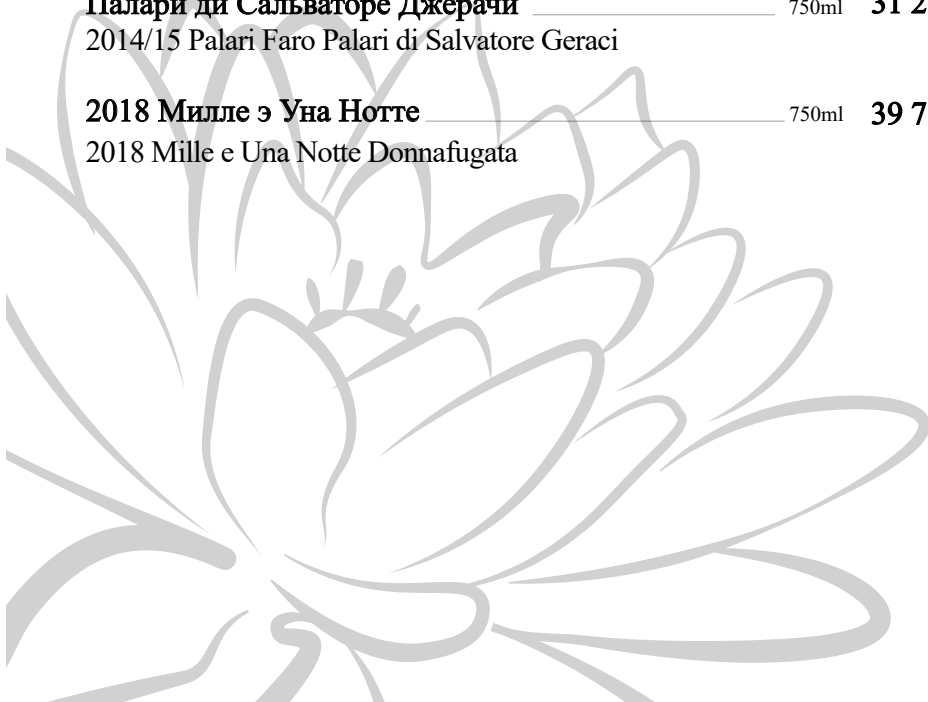 Палари ди Сальваторе Джерачи 750ml 31 2
2014/15 Palari Faro Palari di Salvatore Geraci
2018 Милле э Уна Нотте 750ml 39 7
2018 Mille e Una Notte Donnafugata